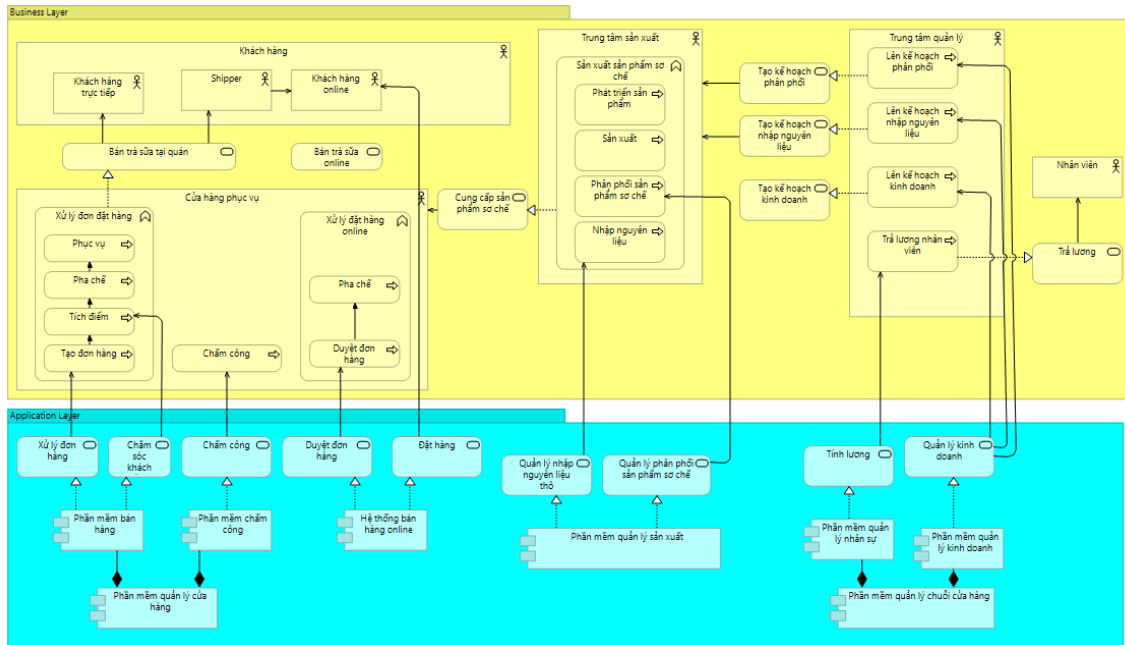 Business Layer
Khách hàng
Khách hàng
trực tiếp
Shipper
Khách hàng
online
Bán trà sữa tại quán
Bán trà sữa
online
Cửa hàng phục vụ
Xử lý đơn đặt hàng
Phục vụ
Pha chế
Tích điểm
Tạo đơn hàng
Chấm công
Xử lý đặt hàng
online
Pha chế
Duyệt đơn
hàng
Cung cấp sản
phẩm sơ chế
Trung tâm sản xuất
Sản xuất sản phẩm sơ
chế
Phát triển sản
phẩm
Sản xuất
Phân phối sản
phẩm sơ chế
Nhập nguyên
liệu
Tạo kế hoạch
phân phối
Tạo kế hoạch
nhập nguyên
liệu
Tạo kế hoạch
kinh doanh
Trung tâm quản lý
Lên kế hoạch
phân phối
Lên kế hoạch
nhập nguyên
liệu
Lên kế hoạch
kinh doanh
Trả lương nhân
viên
Nhân viên
Trả lương
Application Layer
Xử lý đơn
hàng
Chăm
sóc
khách
Chấm công
Duyệt đơn
hàng
Đặt hàng
Quản lý nhập
nguyên liệu
thô
Quản lý phân phối
sản phẩm sơ chế
Tính lương
Quản lý kinh
doanh
Phần mềm bán
hàng
Phần mềm chấm
công
Hệ thống bán
hàng online
Phần mềm quản lý sản xuất
Phần mềm quản
lý nhân sự
Phần mềm quản
lý kinh doanh
Phần mềm quản lý cửa
hàng
Phần mềm quản lý chuỗi cửa hàng